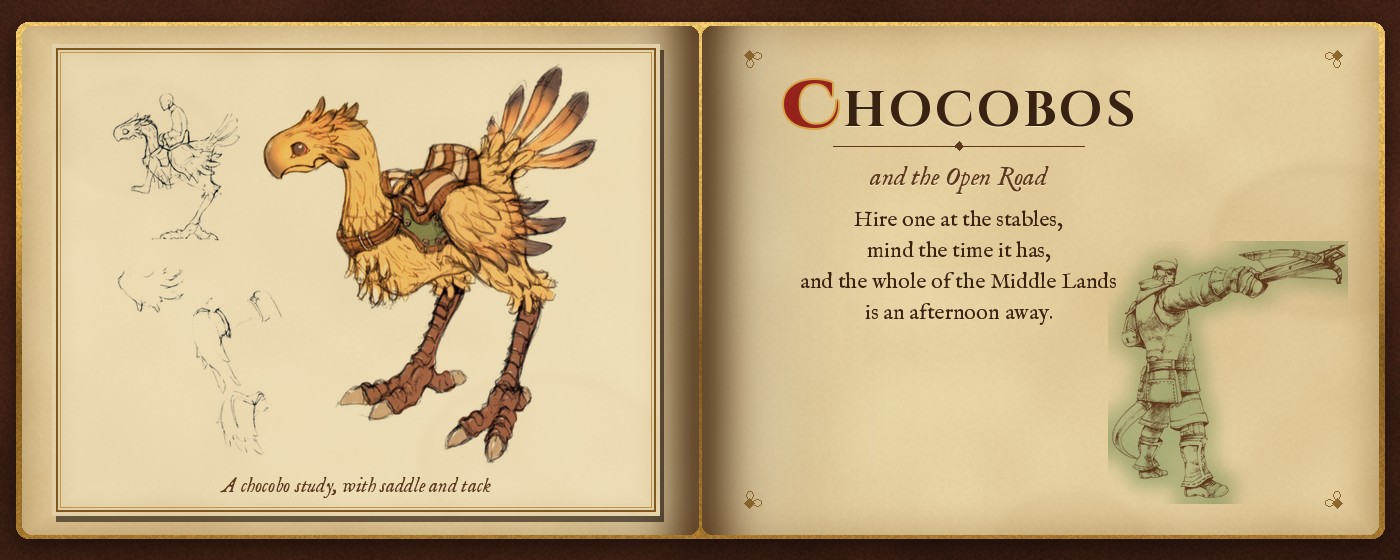 A chocobo study, with saddle and tack
CHOCOBOS
and the Open Road
Hire one at the stables,
mind the time it has,
and the whole of the Middle Lands
is an afternoon away.